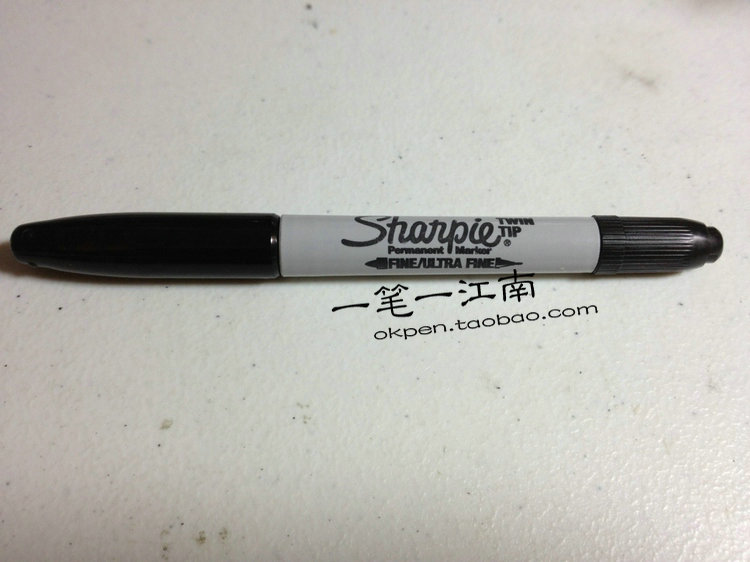 Sharpie TWIN TIP®
Permanent Marker
FINE/ULTRA FINE
一笔一江南
okpen.taobao.com